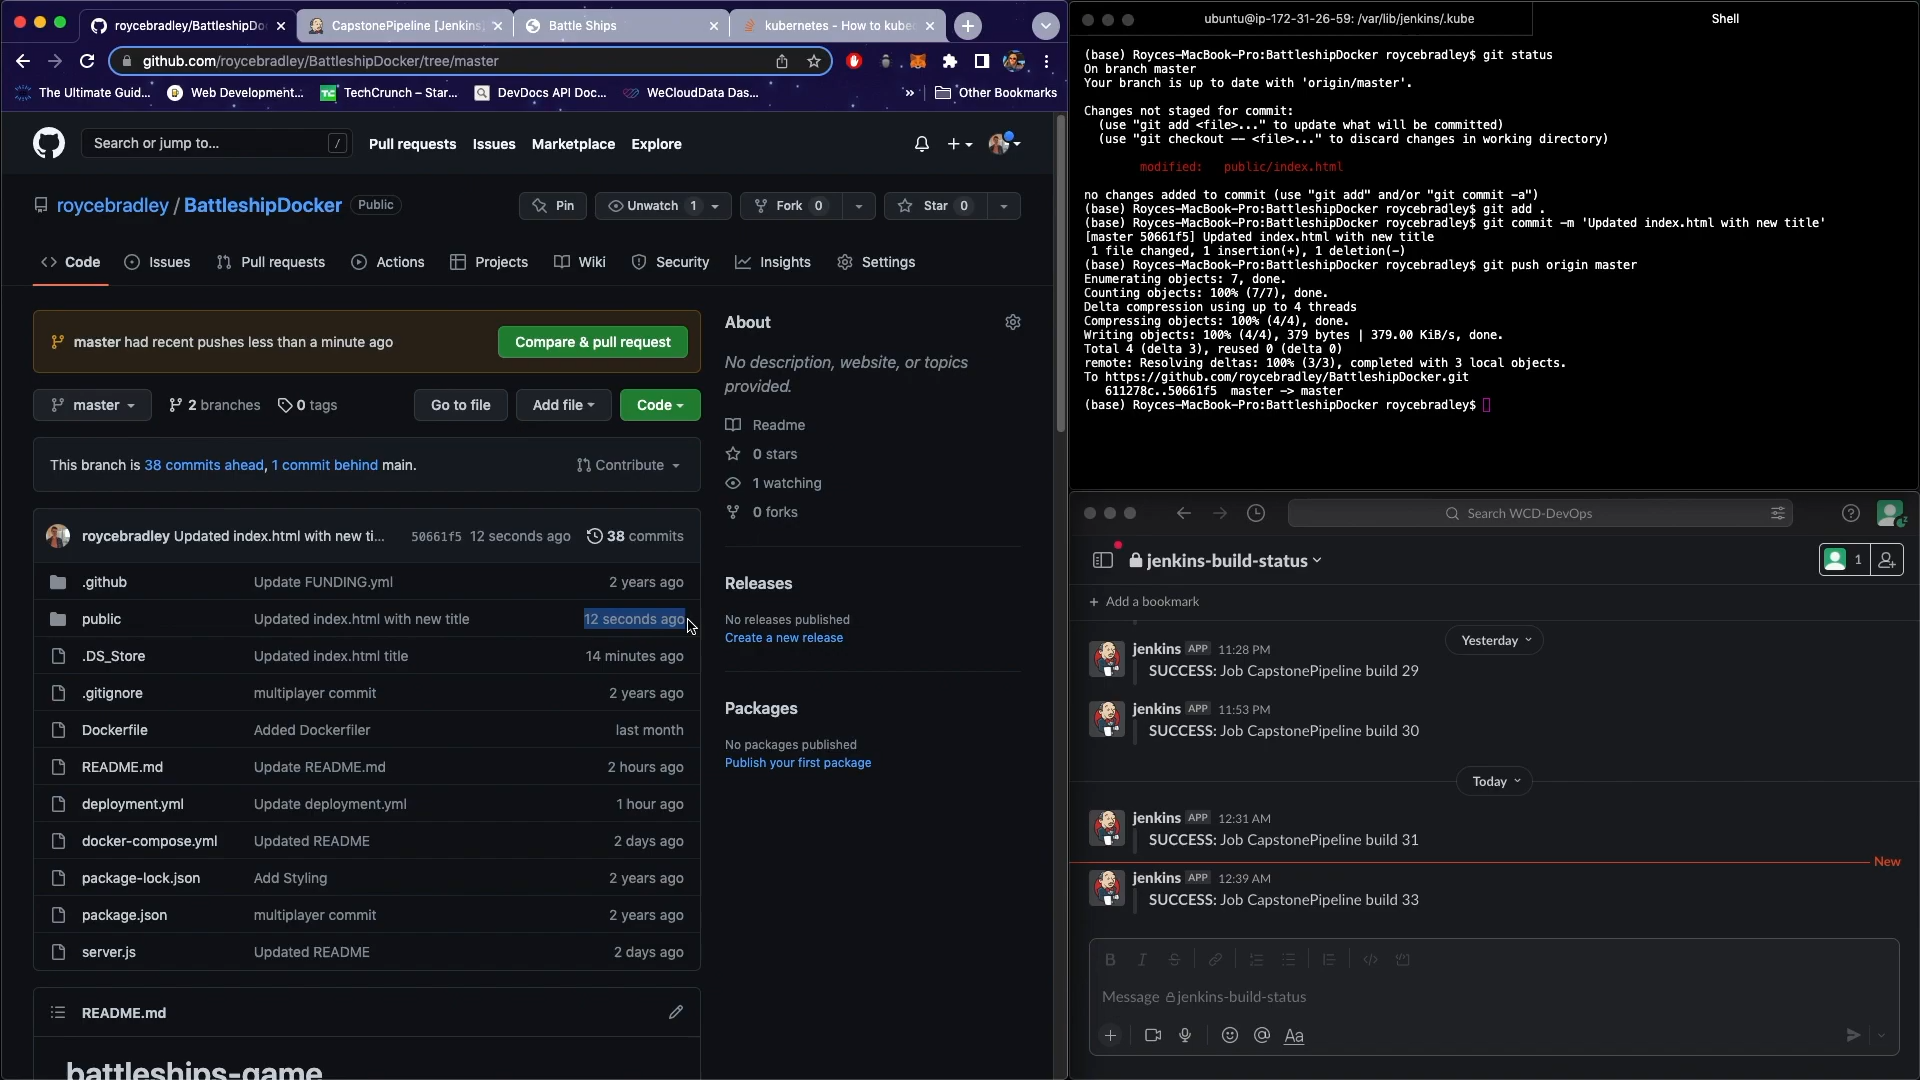 roycebradley/BattleshipDo
CapstonePipeline [Jenkins]
Battle Ships
kubernetes - How to kube
github.com/roycebradley/BattleshipDocker/tree/master
The Ultimate Guid...
Web Development...
TechCrunch – Star...
DevDocs API Doc...
WeCloudData Das...
»
Other Bookmarks
Search or jump to...
/
Pull requests
Issues
Marketplace
Explore
roycebradley / BattleshipDocker
Public
Pin
Unwatch 1
Fork 0
Star 0
Code
Issues
Pull requests
Actions
Projects
Wiki
Security
Insights
Settings
master had recent pushes less than a minute ago
Compare & pull request
master
2 branches
0 tags
Go to file
Add file
Code
This branch is 38 commits ahead, 1 commit behind main.
Contribute
roycebradley Updated index.html with new ti... 50661f5 12 seconds ago 38 commits
.github Update FUNDING.yml 2 years ago
public Updated index.html with new title 12 seconds ago
.DS_Store Updated index.html title 14 minutes ago
.gitignore multiplayer commit 2 years ago
Dockerfile Added Dockerfiler last month
README.md Update README.md 2 hours ago
deployment.yml Update deployment.yml 1 hour ago
docker-compose.yml Updated README 2 days ago
package-lock.json Add Styling 2 years ago
package.json multiplayer commit 2 years ago
server.js Updated README 2 days ago
README.md
battleships-game
About
No description, website, or topics
provided.
Readme
0 stars
1 watching
0 forks
Releases
No releases published
Create a new release
Packages
No packages published
Publish your first package
ubuntu@ip-172-31-26-59: /var/lib/jenkins/.kube
Shell
(base) Royces-MacBook-Pro:BattleshipDocker roycebradley$ git status
On branch master
Your branch is up to date with 'origin/master'.
Changes not staged for commit:
(use "git add <file>..." to update what will be committed)
(use "git checkout -- <file>..." to discard changes in working directory)
modified: public/index.html
no changes added to commit (use "git add" and/or "git commit -a")
(base) Royces-MacBook-Pro:BattleshipDocker roycebradley$ git add .
(base) Royces-MacBook-Pro:BattleshipDocker roycebradley$ git commit -m 'Updated index.html with new title'
[master 50661f5] Updated index.html with new title
1 file changed, 1 insertion(+), 1 deletion(-)
(base) Royces-MacBook-Pro:BattleshipDocker roycebradley$ git push origin master
Enumerating objects: 7, done.
Counting objects: 100% (7/7), done.
Delta compression using up to 4 threads
Compressing objects: 100% (4/4), done.
Writing objects: 100% (4/4), 379 bytes | 379.00 KiB/s, done.
Total 4 (delta 3), reused 0 (delta 0)
remote: Resolving deltas: 100% (3/3), completed with 3 local objects.
To https://github.com/roycebradley/BattleshipDocker.git
611278c..50661f5 master -> master
(base) Royces-MacBook-Pro:BattleshipDocker roycebradley$
Search WCD-DevOps
jenkins-build-status
1
+ Add a bookmark
Yesterday
jenkins APP 11:28 PM
SUCCESS: Job CapstonePipeline build 29
jenkins APP 11:53 PM
SUCCESS: Job CapstonePipeline build 30
Today
jenkins APP 12:31 AM
SUCCESS: Job CapstonePipeline build 31
New
jenkins APP 12:39 AM
SUCCESS: Job CapstonePipeline build 33
B I S
Message jenkins-build-status
Aa